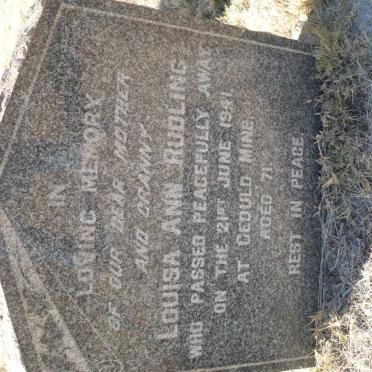 IN
LOVING MEMORY
OF OUR DEAR MOTHER
AND GRANNY
LOUISA ANN RUDLING
WHO PASSED PEACEFULLY AWAY
ON THE 21ST JUNE 1941
AT GEDULD MINE
AGED 71
REST IN PEACE